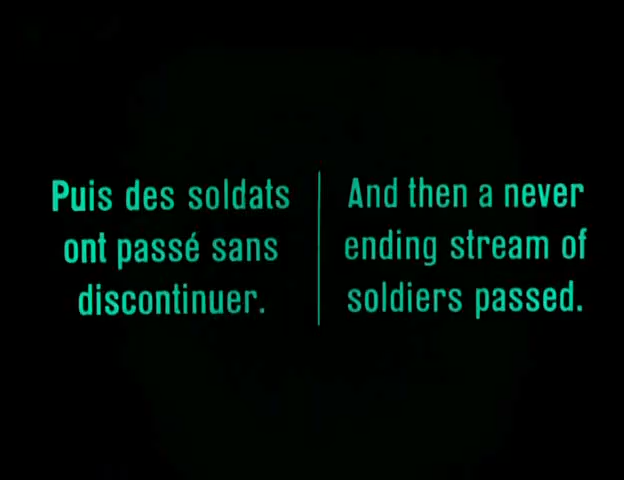 Puis des soldats
ont passé sans
discontinuer.
And then a never
ending stream of
soldiers passed.